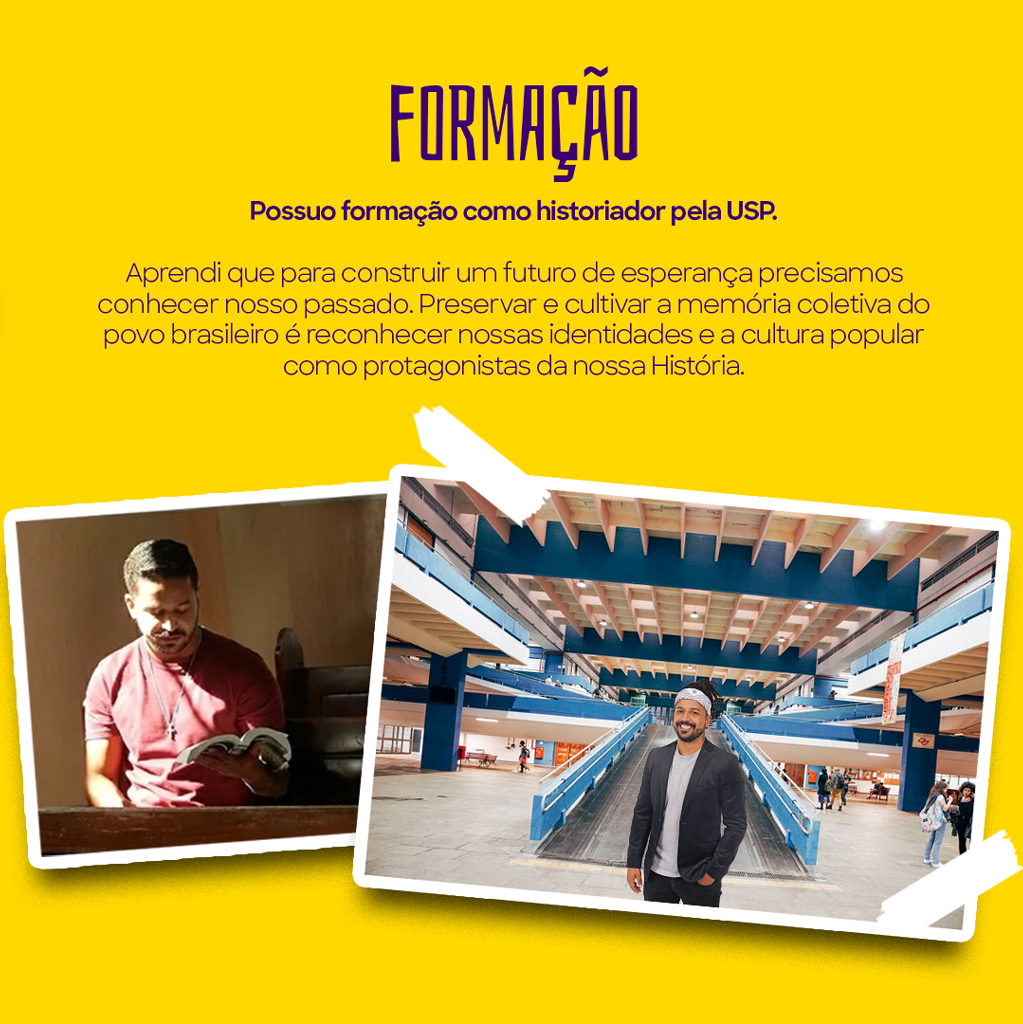 FORMAÇÃO
Possuo formação como historiador pela USP.
Aprendi que para construir um futuro de esperança precisamos
conhecer nosso passado. Preservar e cultivar a memória coletiva do
povo brasileiro é reconhecer nossas identidades e a cultura popular
como protagonistas da nossa História.